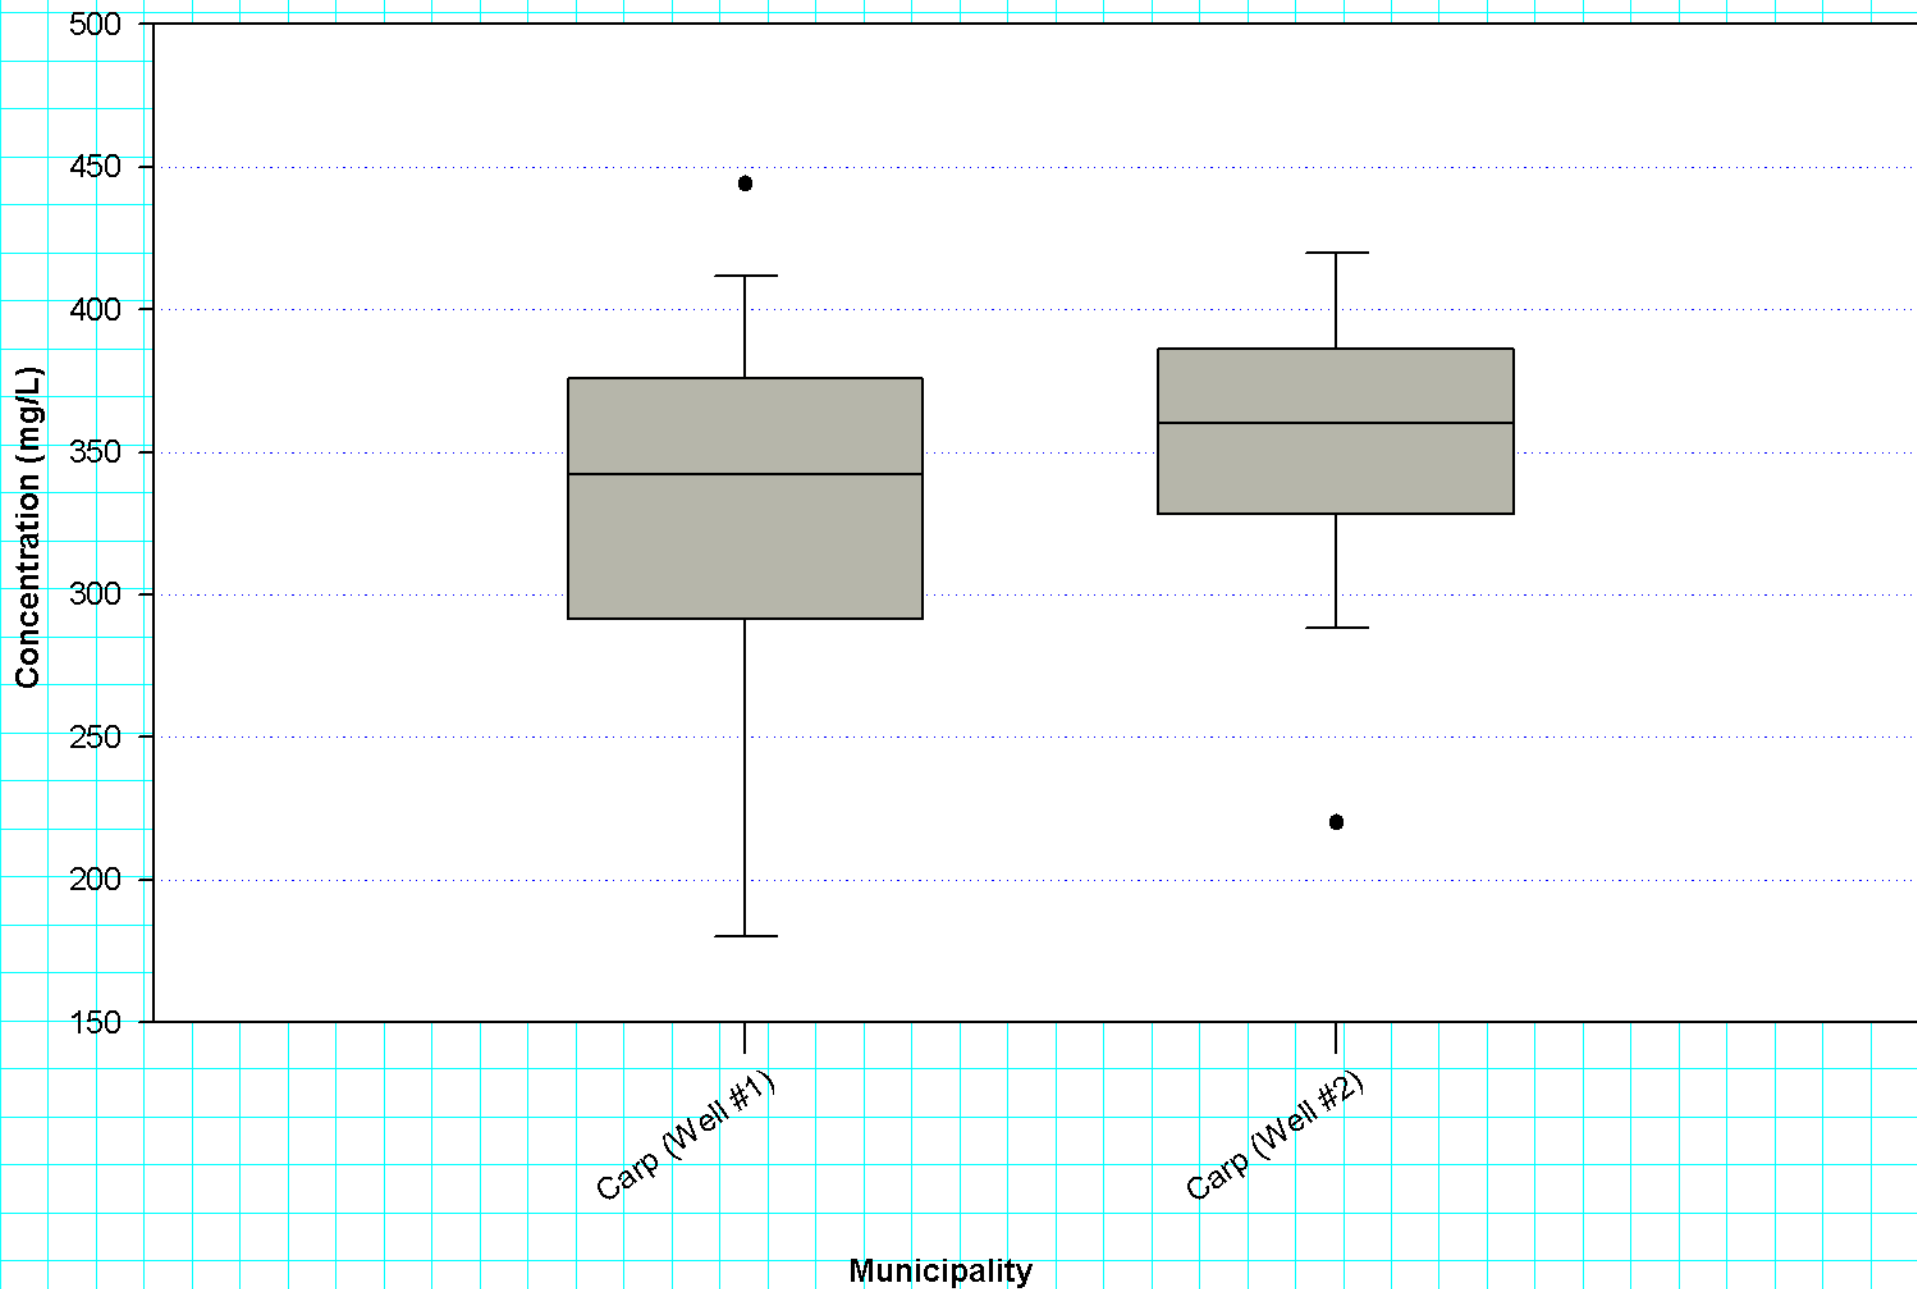 500
450
400
350
300
250
200
150
Concentration (mg/L)
Carp (Well #1)
Carp (Well #2)
Municipality